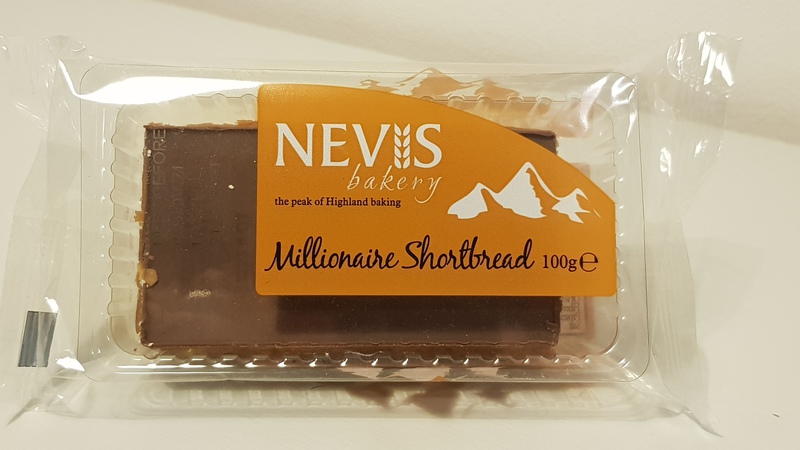 NEVIS
bakery
the peak of Highland baking
Millionaire Shortbread 100g ℮